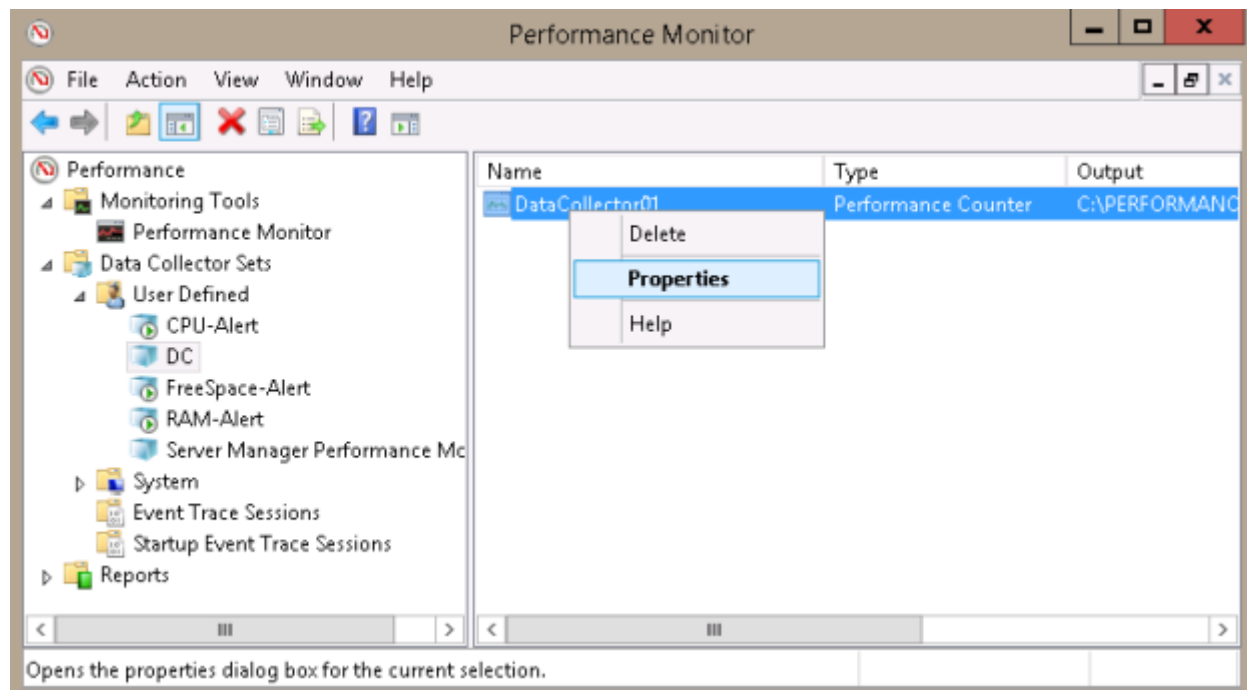 Performance Monitor
File Action View Window Help
Performance
Monitoring Tools
Performance Monitor
Data Collector Sets
User Defined
CPU-Alert
DC
FreeSpace-Alert
RAM-Alert
Server Manager Performance Mc
System
Event Trace Sessions
Startup Event Trace Sessions
Reports
Name Type Output
DataCollector01 Performance Counter C:\PERFORMANC
Delete
Properties
Help
Opens the properties dialog box for the current selection.